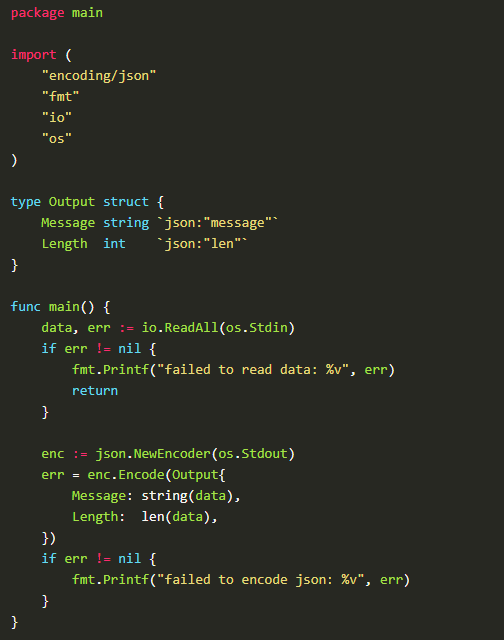 package main

import (
    "encoding/json"
    "fmt"
    "io"
    "os"
)

type Output struct {
    Message string `json:"message"`
    Length  int    `json:"len"`
}

func main() {
    data, err := io.ReadAll(os.Stdin)
    if err != nil {
        fmt.Printf("failed to read data: %v", err)
        return
    }

    enc := json.NewEncoder(os.Stdout)
    err = enc.Encode(Output{
        Message: string(data),
        Length:  len(data),
    })
    if err != nil {
        fmt.Printf("failed to encode json: %v", err)
    }
}